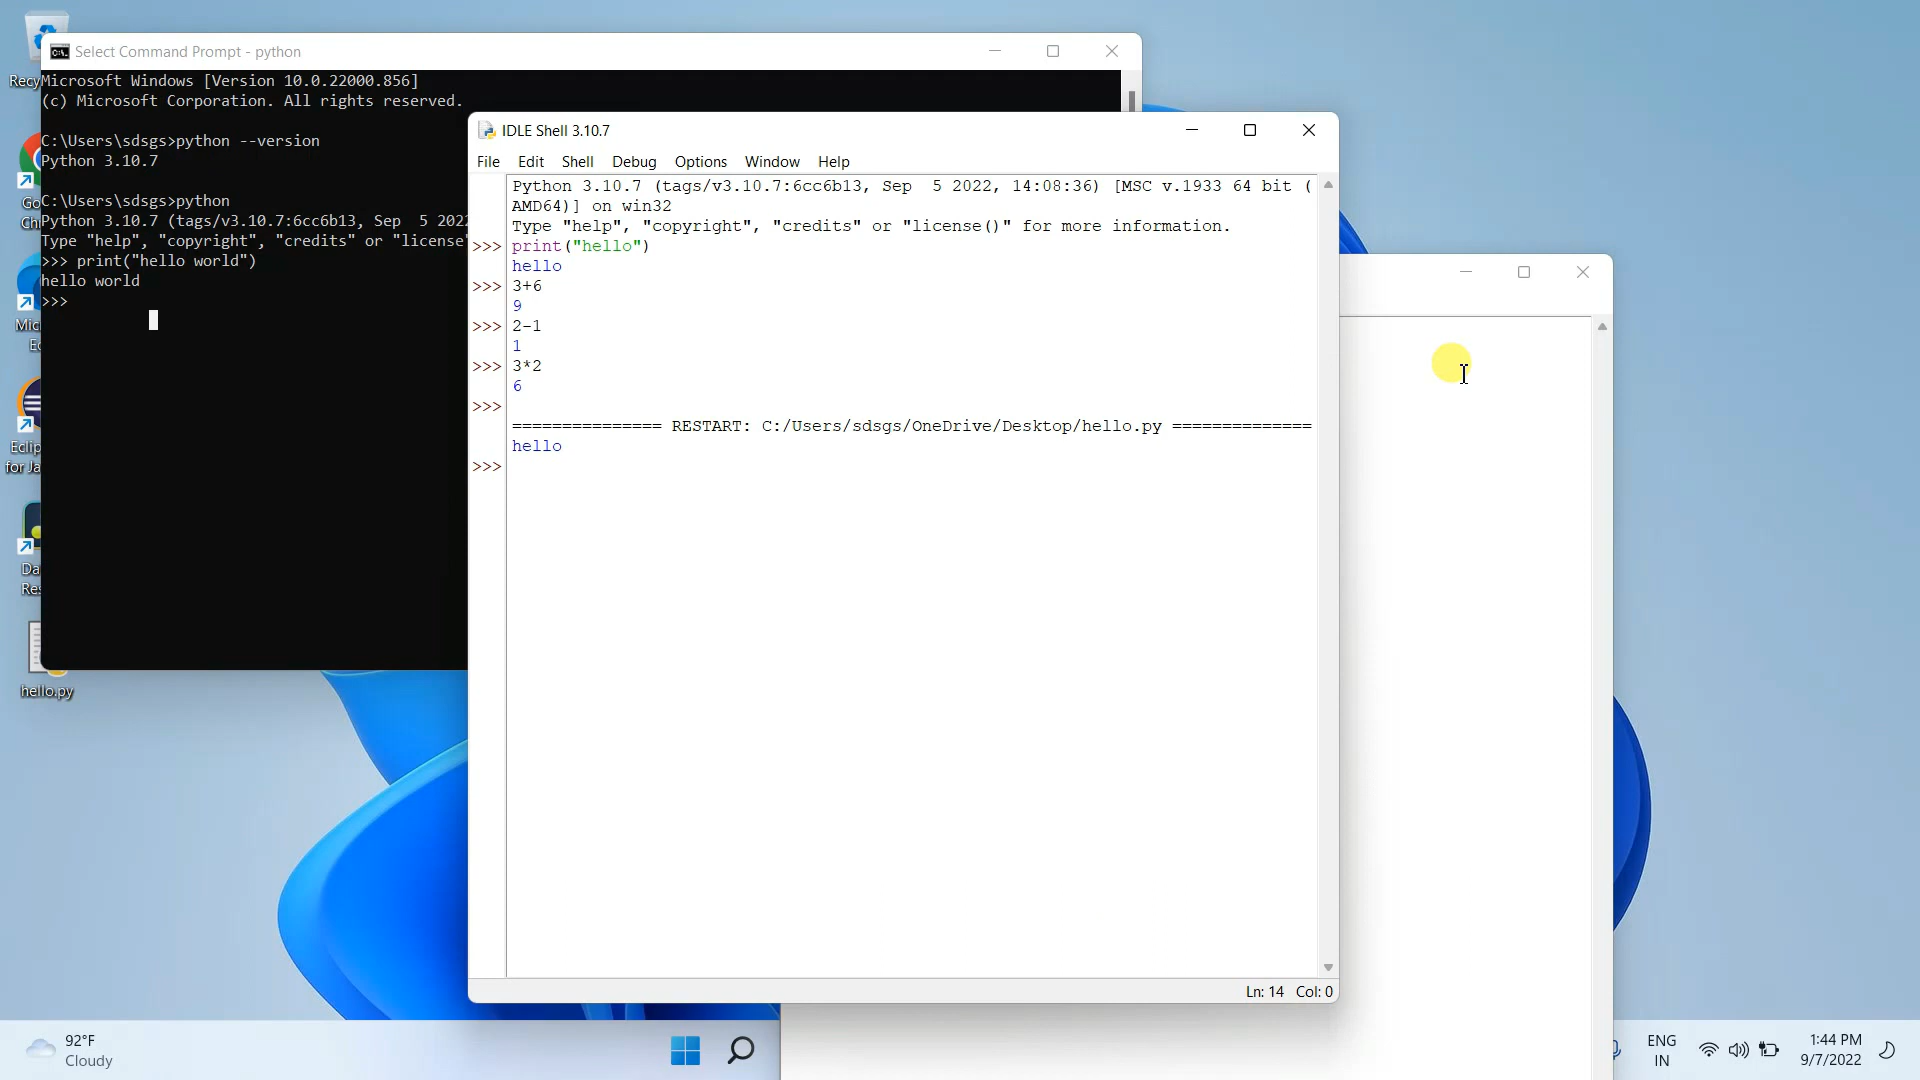 Select Command Prompt - python
Microsoft Windows [Version 10.0.22000.856]
(c) Microsoft Corporation. All rights reserved.
C:\Users\sdsgs>python --version
Python 3.10.7
C:\Users\sdsgs>python
Python 3.10.7 (tags/v3.10.7:6cc6b13, Sep  5 2022
Type "help", "copyright", "credits" or "license"
>>> print("hello world")
hello world
>>>
IDLE Shell 3.10.7
File Edit Shell Debug Options Window Help
Python 3.10.7 (tags/v3.10.7:6cc6b13, Sep  5 2022, 14:08:36) [MSC v.1933 64 bit (
AMD64)] on win32
Type "help", "copyright", "credits" or "license()" for more information.
>>> print("hello")
hello
>>> 3+6
9
>>> 2-1
1
>>> 3*2
6
>>>
=============== RESTART: C:/Users/sdsgs/OneDrive/Desktop/hello.py ==============
hello
>>>
Ln: 14 Col: 0
hello.py
92°F
Cloudy
ENG
IN
1:44 PM
9/7/2022